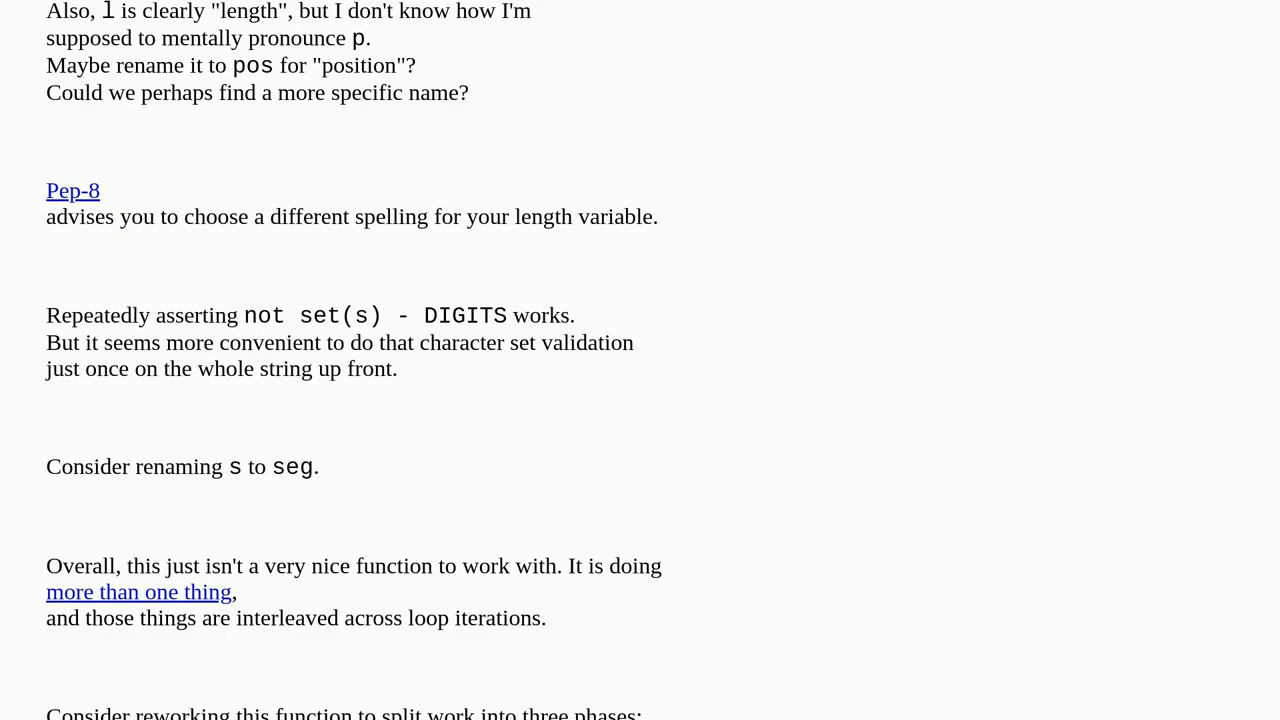 Also, l is clearly "length", but I don't know how I'm
supposed to mentally pronounce p.
Maybe rename it to pos for "position"?
Could we perhaps find a more specific name?
Pep-8
advises you to choose a different spelling for your length variable.
Repeatedly asserting not set(s) - DIGITS works.
But it seems more convenient to do that character set validation
just once on the whole string up front.
Consider renaming s to seg.
Overall, this just isn't a very nice function to work with. It is doing
more than one thing,
and those things are interleaved across loop iterations.
Consider reworking this function to split work into three phases: